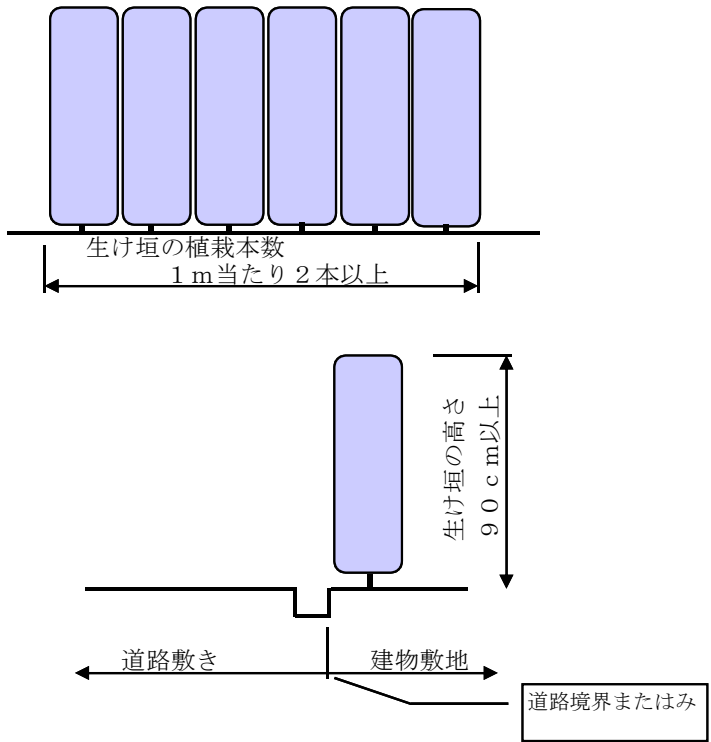 生け垣の植栽本数
１ｍ当たり２本以上
生け垣の高さ
９０ｃｍ以上
道路敷き
建物敷地
道路境界またはみ